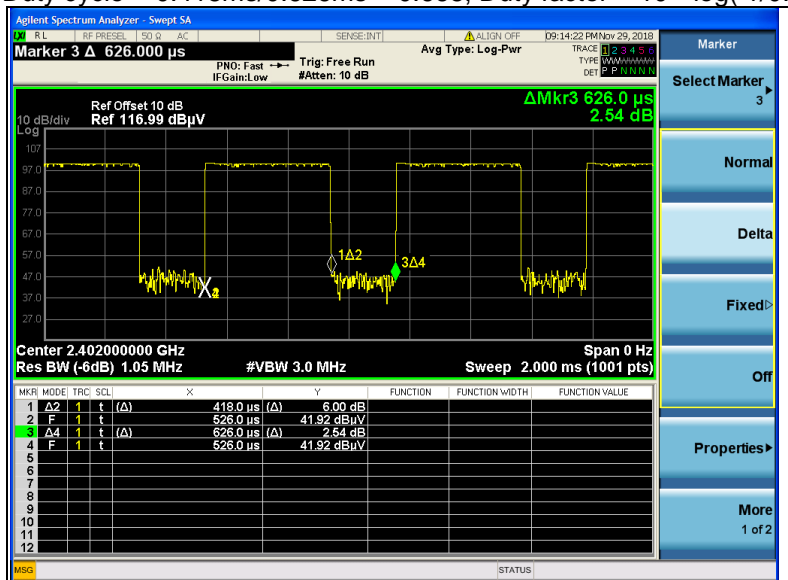 Agilent Spectrum Analyzer - Swept SA
LXI RL RF PRESEL 50 Ω AC SENSE:INT ALIGN OFF 09:14:22 PM Nov 29, 2018
Marker 3 Δ 626.000 µs
PNO: Fast
IFGain:Low
Trig: Free Run
#Atten: 10 dB
Avg Type: Log-Pwr
TRACE 1 2 3 4 5 6
TYPE
DET P P N N N N
Marker
Select Marker
3
Ref Offset 10 dB
10 dB/div Ref 116.99 dBµV
Log
ΔMkr3 626.0 µs
2.54 dB
107
97.0
87.0
77.0
67.0
57.0
47.0
37.0
27.0
1Δ2
3Δ4
Normal
Delta
Fixed
Off
Center 2.402000000 GHz Span 0 Hz
Res BW (-6dB) 1.05 MHz #VBW 3.0 MHz Sweep 2.000 ms (1001 pts)
MKR MODE TRC SCL X Y FUNCTION FUNCTION WIDTH FUNCTION VALUE
1 Δ2 1 t (Δ) 418.0 µs (Δ) 6.00 dB
2 F 1 t 526.0 µs 41.92 dBµV
3 Δ4 1 t (Δ) 626.0 µs (Δ) 2.54 dB
4 F 1 t 526.0 µs 41.92 dBµV
5
6
7
8
9
10
11
12
Properties
More
1 of 2
MSG STATUS